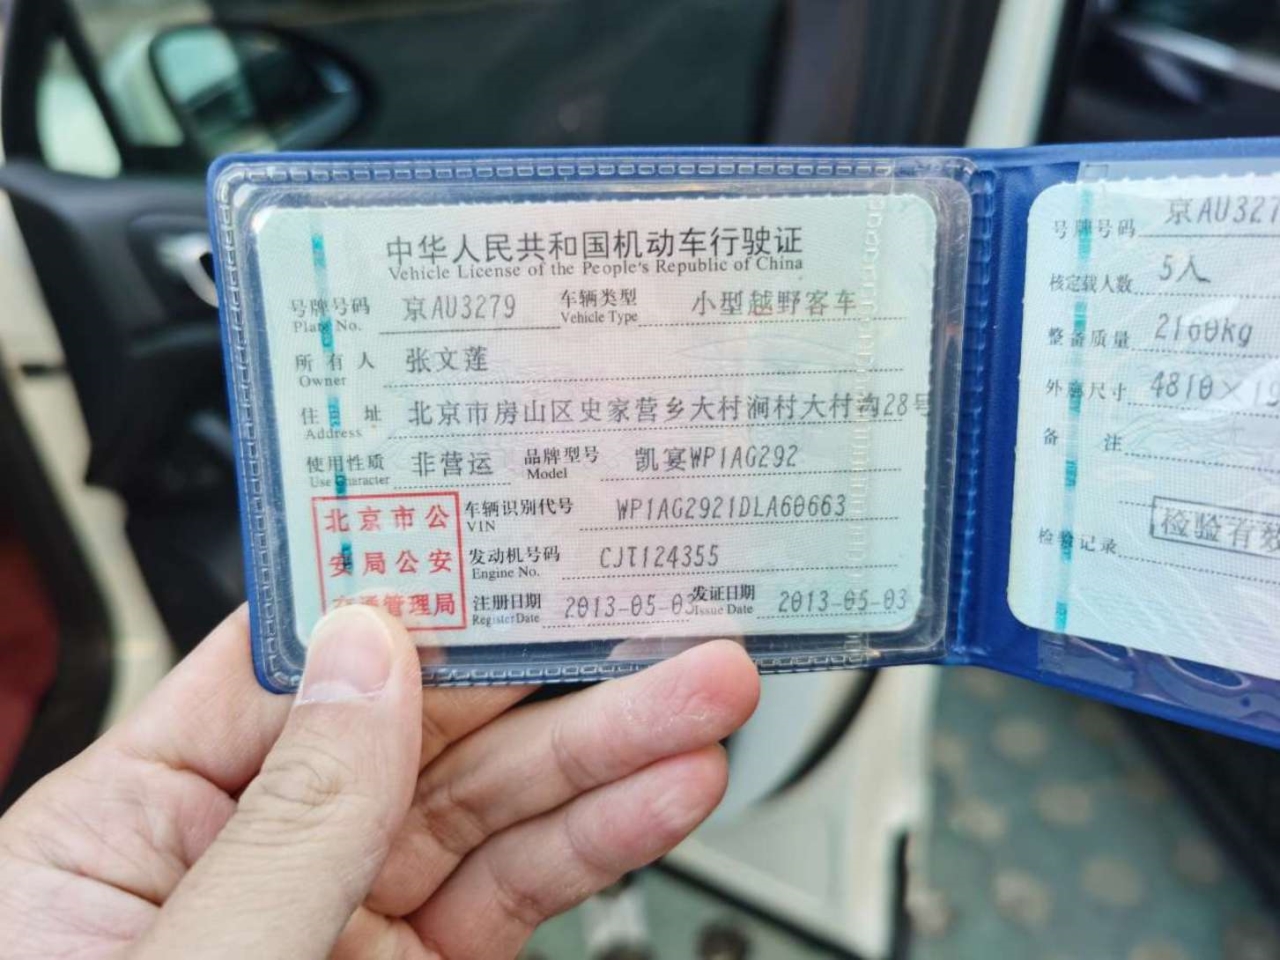 中华人民共和国机动车行驶证
Vehicle License of the People's Republic of China
号牌号码 京AU3279 车辆类型 小型越野客车
Plate No. Vehicle Type
所有人 张文莲
Owner
住址 北京市房山区史家营乡大村涧村大村沟28号
Address
使用性质 非营运 品牌型号 凯宴WP1AG292
Use Character Model
北京市公
安局公安
交通管理局
车辆识别代号 WP1AG2921DLA60663
VIN
发动机号码 CJT124355
Engine No.
注册日期 2013-05-03 发证日期 2013-05-03
Register Date Issue Date
号牌号码 京AU327
核定载人数 5人
整备质量 2160kg
外廓尺寸 4810×19
备注
检验有效
检验记录